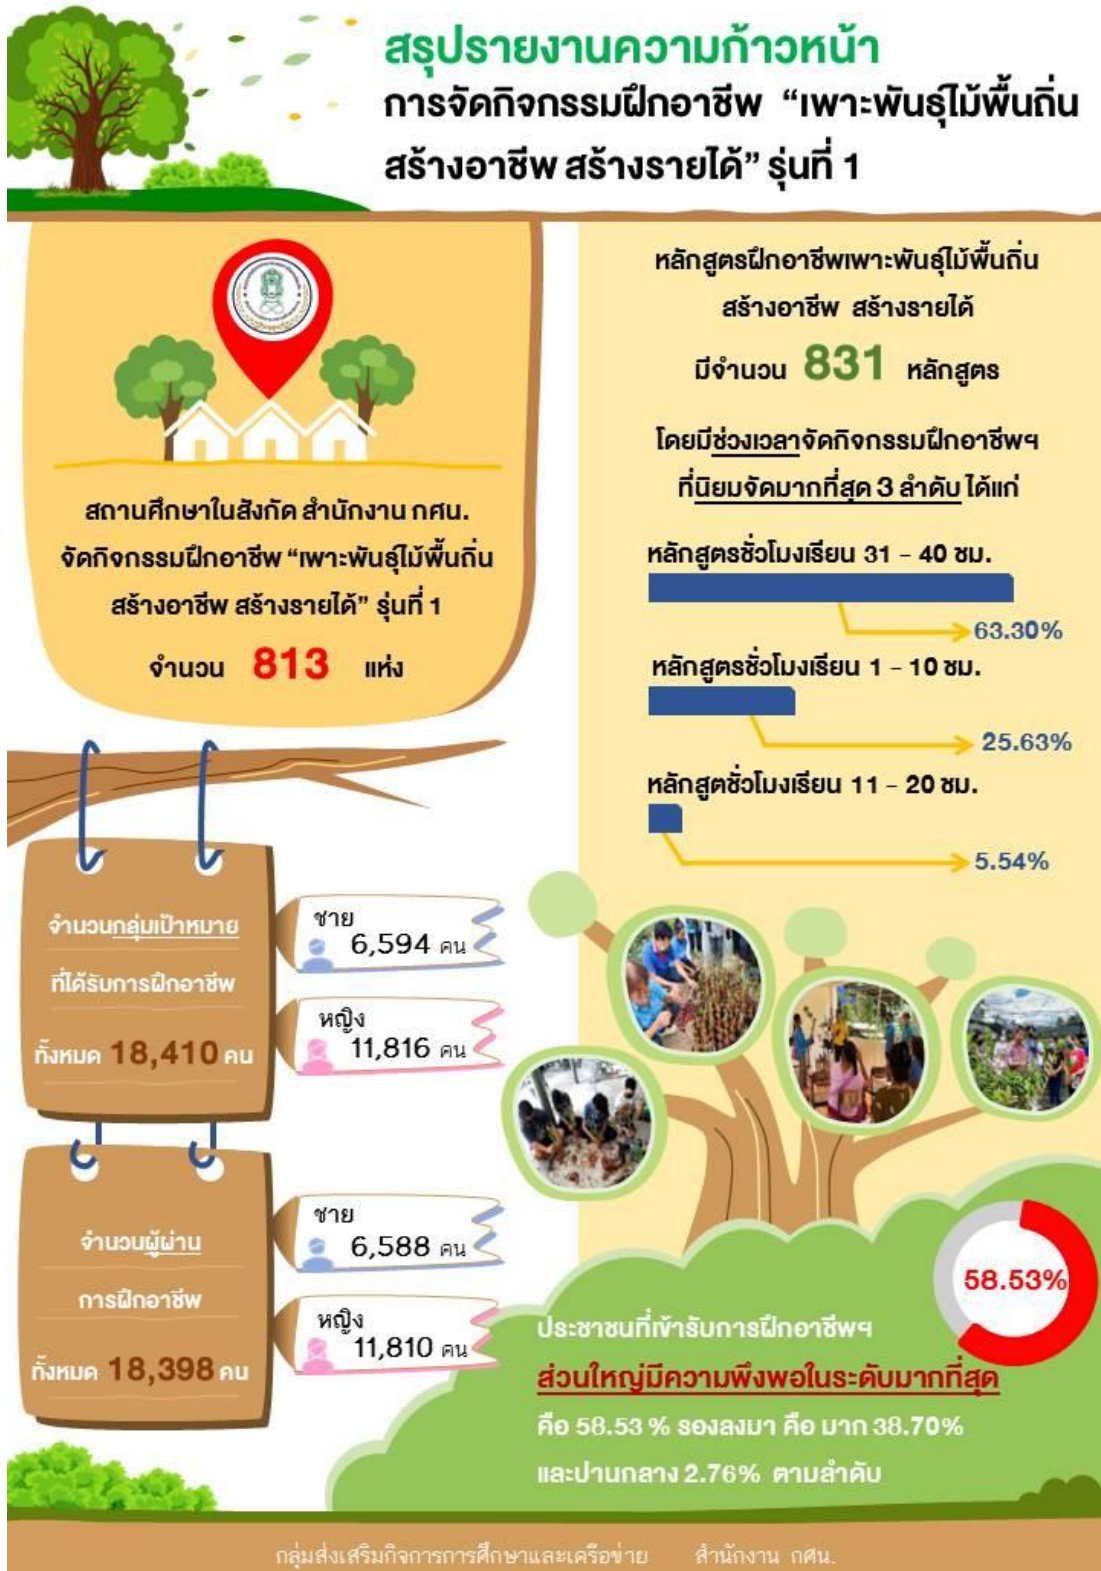 สรุปรายงานความก้าวหน้า
การจัดกิจกรรมฝึกอาชีพ “เพาะพันธุ์ไม้พื้นถิ่น
สร้างอาชีพ สร้างรายได้” รุ่นที่ 1
สถานศึกษาในสังกัด สำนักงาน กศน.
จัดกิจกรรมฝึกอาชีพ “เพาะพันธุ์ไม้พื้นถิ่น
สร้างอาชีพ สร้างรายได้” รุ่นที่ 1
จำนวน 813 แห่ง
หลักสูตรฝึกอาชีพเพาะพันธุ์ไม้พื้นถิ่น
สร้างอาชีพ สร้างรายได้
มีจำนวน 831 หลักสูตร
โดยมีช่วงเวลาจัดกิจกรรมฝึกอาชีพฯ
ที่นิยมจัดมากที่สุด 3 ลำดับ ได้แก่
หลักสูตรชั่วโมงเรียน 31 - 40 ชม.
63.30%
หลักสูตรชั่วโมงเรียน 1 - 10 ชม.
25.63%
หลักสูตชั่วโมงเรียน 11 - 20 ชม.
5.54%
จำนวนกลุ่มเป้าหมาย
ที่ได้รับการฝึกอาชีพ
ทั้งหมด 18,410 คน
ชาย
6,594 คน
หญิง
11,816 คน
จำนวนผู้ผ่าน
การฝึกอาชีพ
ทั้งหมด 18,398 คน
ชาย
6,588 คน
หญิง
11,810 คน
58.53%
ประชาชนที่เข้ารับการฝึกอาชีพฯ
ส่วนใหญ่มีความพึงพอในระดับมากที่สุด
คือ 58.53 % รองลงมา คือ มาก 38.70%
และปานกลาง 2.76% ตามลำดับ
กลุ่มส่งเสริมกิจการการศึกษาและเครือข่าย สำนักงาน กศน.